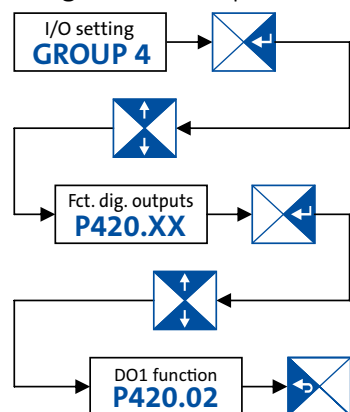 I/O setting
GROUP 4
Fct. dig. outputs
P420.XX
DO1 function
P420.02